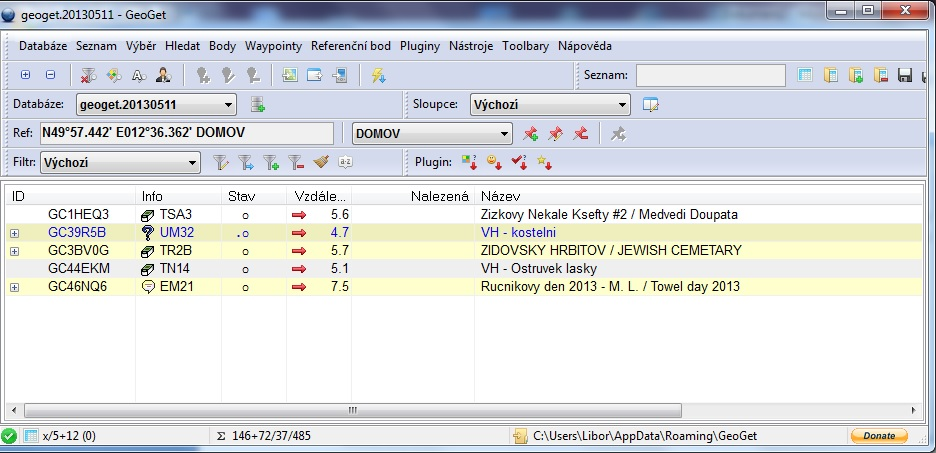 geoget.20130511 - GeoGet
Databáze Seznam Výběr Hledat Body Waypointy Referenční bod Pluginy Nástroje Toolbary Nápověda
Seznam:
Databáze: geoget.20130511 Sloupce: Výchozí
Ref: N49°57.442' E012°36.362' DOMOV DOMOV
Filtr: Výchozí Plugin:
ID Info Stav Vzdále... Nalezená Název
GC1HEQ3 TSA3 5.6 Zizkovy Nekale Ksefty #2 / Medvedi Doupata
GC39R5B UM32 4.7 VH - kostelni
GC3BV0G TR2B 5.7 ZIDOVSKY HRBITOV / JEWISH CEMETARY
GC44EKM TN14 5.1 VH - Ostruvek lasky
GC46NQ6 EM21 7.5 Rucnikovy den 2013 - M. L. / Towel day 2013
x/5+12 (0) Σ 146+72/37/485 C:\Users\Libor\AppData\Roaming\GeoGet Donate